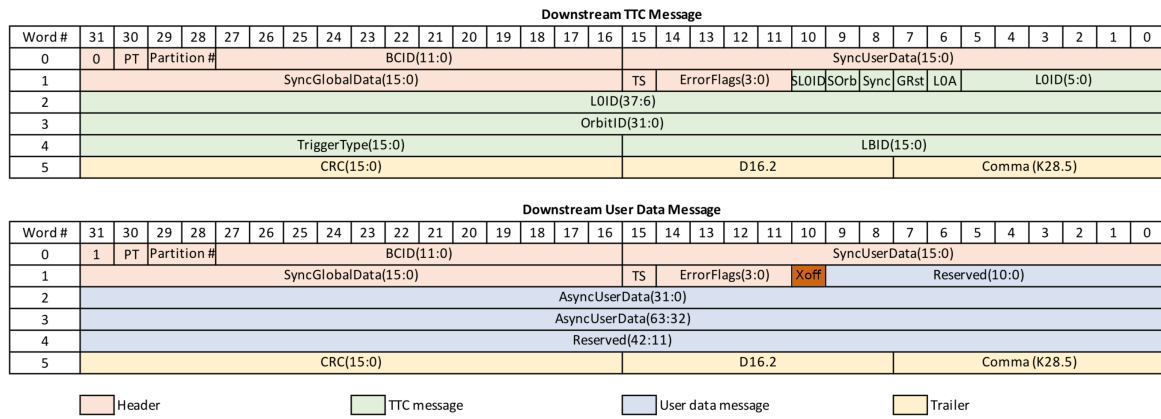 Downstream TTC Message
Word # 31 30 29 28 27 26 25 24 23 22 21 20 19 18 17 16 15 14 13 12 11 10 9 8 7 6 5 4 3 2 1 0
0 0 PT Partition # BCID(11:0) SyncUserData(15:0)
1 SyncGlobalData(15:0) TS ErrorFlags(3:0) SL0ID SOrb Sync GRst L0A L0ID(5:0)
2 L0ID(37:6)
3 OrbitID(31:0)
4 TriggerType(15:0) LBID(15:0)
5 CRC(15:0) D16.2 Comma (K28.5)
Downstream User Data Message
Word # 31 30 29 28 27 26 25 24 23 22 21 20 19 18 17 16 15 14 13 12 11 10 9 8 7 6 5 4 3 2 1 0
0 1 PT Partition # BCID(11:0) SyncUserData(15:0)
1 SyncGlobalData(15:0) TS ErrorFlags(3:0) Xoff Reserved(10:0)
2 AsyncUserData(31:0)
3 AsyncUserData(63:32)
4 Reserved(42:11)
5 CRC(15:0) D16.2 Comma (K28.5)
Header TTC message User data message Trailer